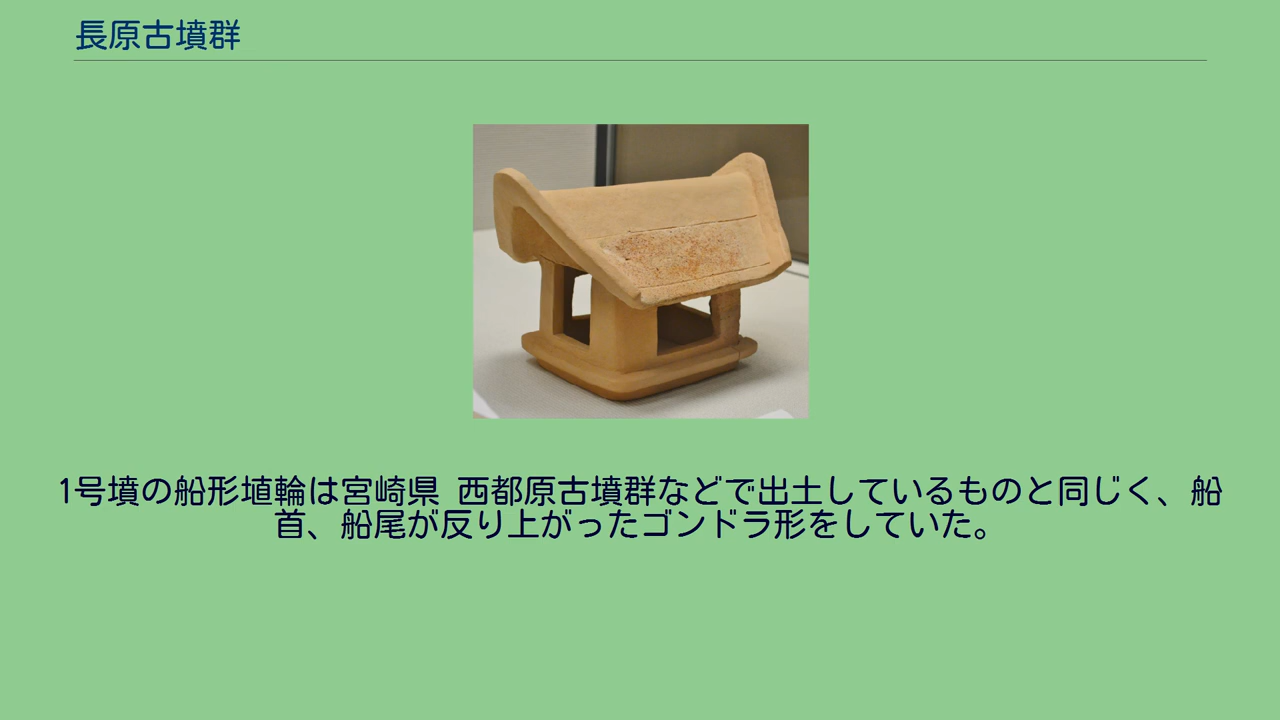 長原古墳群
1号墳の船形埴輪は宮崎県 西都原古墳群などで出土しているものと同じく、船
首、船尾が反り上がったゴンドラ形をしていた。